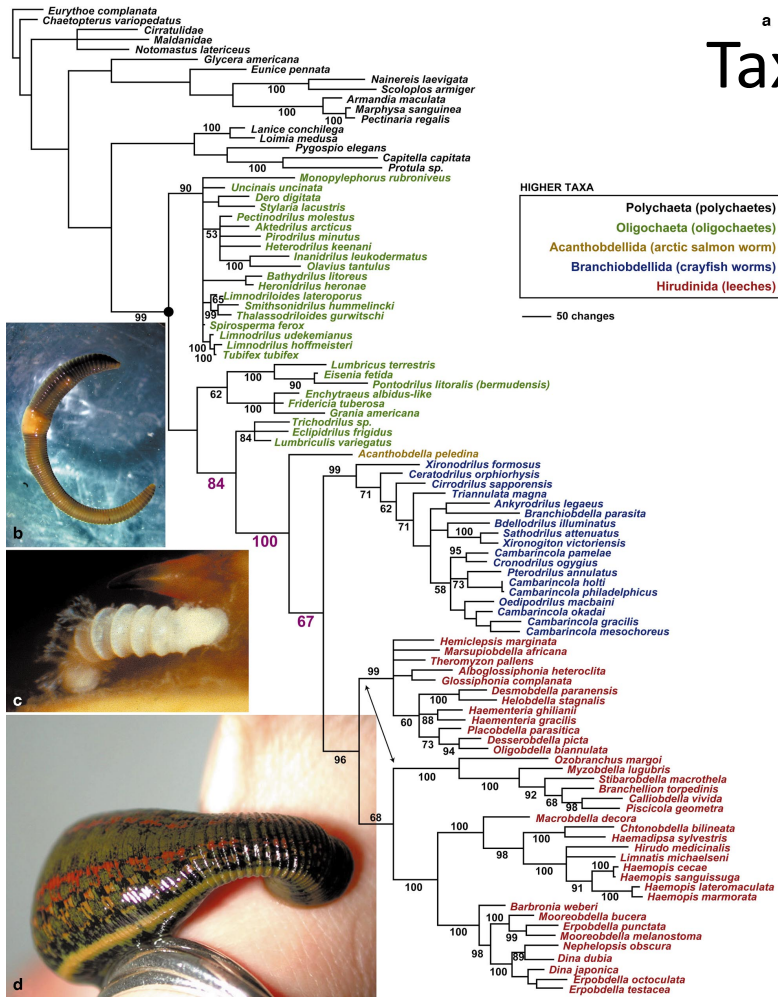 a
Tax
Eurythoe complanata
Chaetopterus variopedatus
Cirratulidae
Maldanidae
Notomastus latericeus
Glycera americana
Eunice pennata
Nainereis laevigata
100
Scoloplos armiger
Armandia maculata
100
Marphysa sanguinea
100
Pectinaria regalis
100
Lanice conchilega
Loimia medusa
Pygospio elegans
Capitella capitata
100
Protula sp.
Monopylephorus rubroniveus
90
Uncinais uncinata
Dero digitata
Stylaria lacustris
Pectinodrilus molestus
Aktedrilus arcticus
53
Pirodrilus minutus
Heterodrilus keenani
Inanidrilus leukodermatus
100
Olavius tantulus
Bathydrilus litoreus
Heronidrilus heronae
Limnodriloides lateroporus
65
Smithsonidrilus hummelincki
99
Thalassodriloides gurwitschi
99
Spirosperma ferox
Limnodrilus udekemianus
100
Limnodrilus hoffmeisteri
100
Tubifex tubifex
HIGHER TAXA
Polychaeta (polychaetes)
Oligochaeta (oligochaetes)
Acanthobdellida (arctic salmon worm)
Branchiobdellida (crayfish worms)
Hirudinida (leeches)
50 changes
Lumbricus terrestris
100
Eisenia fetida
90
Pontodrilus litoralis (bermudensis)
62
Enchytraeus albidus-like
100
Fridericia tuberosa
Grania americana
Trichodrilus sp.
84
Eclipidrilus frigidus
Lumbriculis variegatus
84
Acanthobdella peledina
99
Xironodrilus formosus
Ceratodrilus orphiorhysis
71
Cirrodrilus sapporensis
62
Triannulata magna
71
Ankyrodrilus legaeus
Branchiobdella parasita
Bdellodrilus illuminatus
100
Sathodrilus attenuatus
Xironogiton victoriensis
95
Cambarincola pamelae
Cronodrilus ogygius
Pterodrilus annulatus
73
Cambarincola holti
58
Cambarincola philadelphicus
Oedipodrilus macbaini
Cambarincola okadai
Cambarincola gracilis
Cambarincola mesochoreus
100
67
Hemiclepsis marginata
Marsupiobdella africana
Theromyzon pallens
99
Alboglossiphonia heteroclita
Glossiphonia complanata
Desmobdella paranensis
100
Helobdella stagnalis
60
88
Haementeria ghilianii
Haementeria gracilis
Placobdella parasitica
73
Desserobdella picta
94
Oligobdella biannulata
96
Ozobranchus margoi
100
Myzobdella lugubris
100
Stibarobdella macrothela
92
Branchellion torpedinis
68
Calliobdella vivida
98
Piscicola geometra
68
Macrobdella decora
100
Chtonobdella bilineata
100
Haemadipsa sylvestris
98
Hirudo medicinalis
Limnatis michaelseni
100
Haemopis cecae
Haemopis sanguissuga
91
Haemopis lateromaculata
100
Haemopis marmorata
100
Barbronia weberi
100
100
Mooreobdella bucera
Erpobdella punctata
99
Mooreobdella melanostoma
98
Nephelopsis obscura
89
Dina dubia
100
Dina japonica
Erpobdella octoculata
Erpobdella testacea
b
c
d